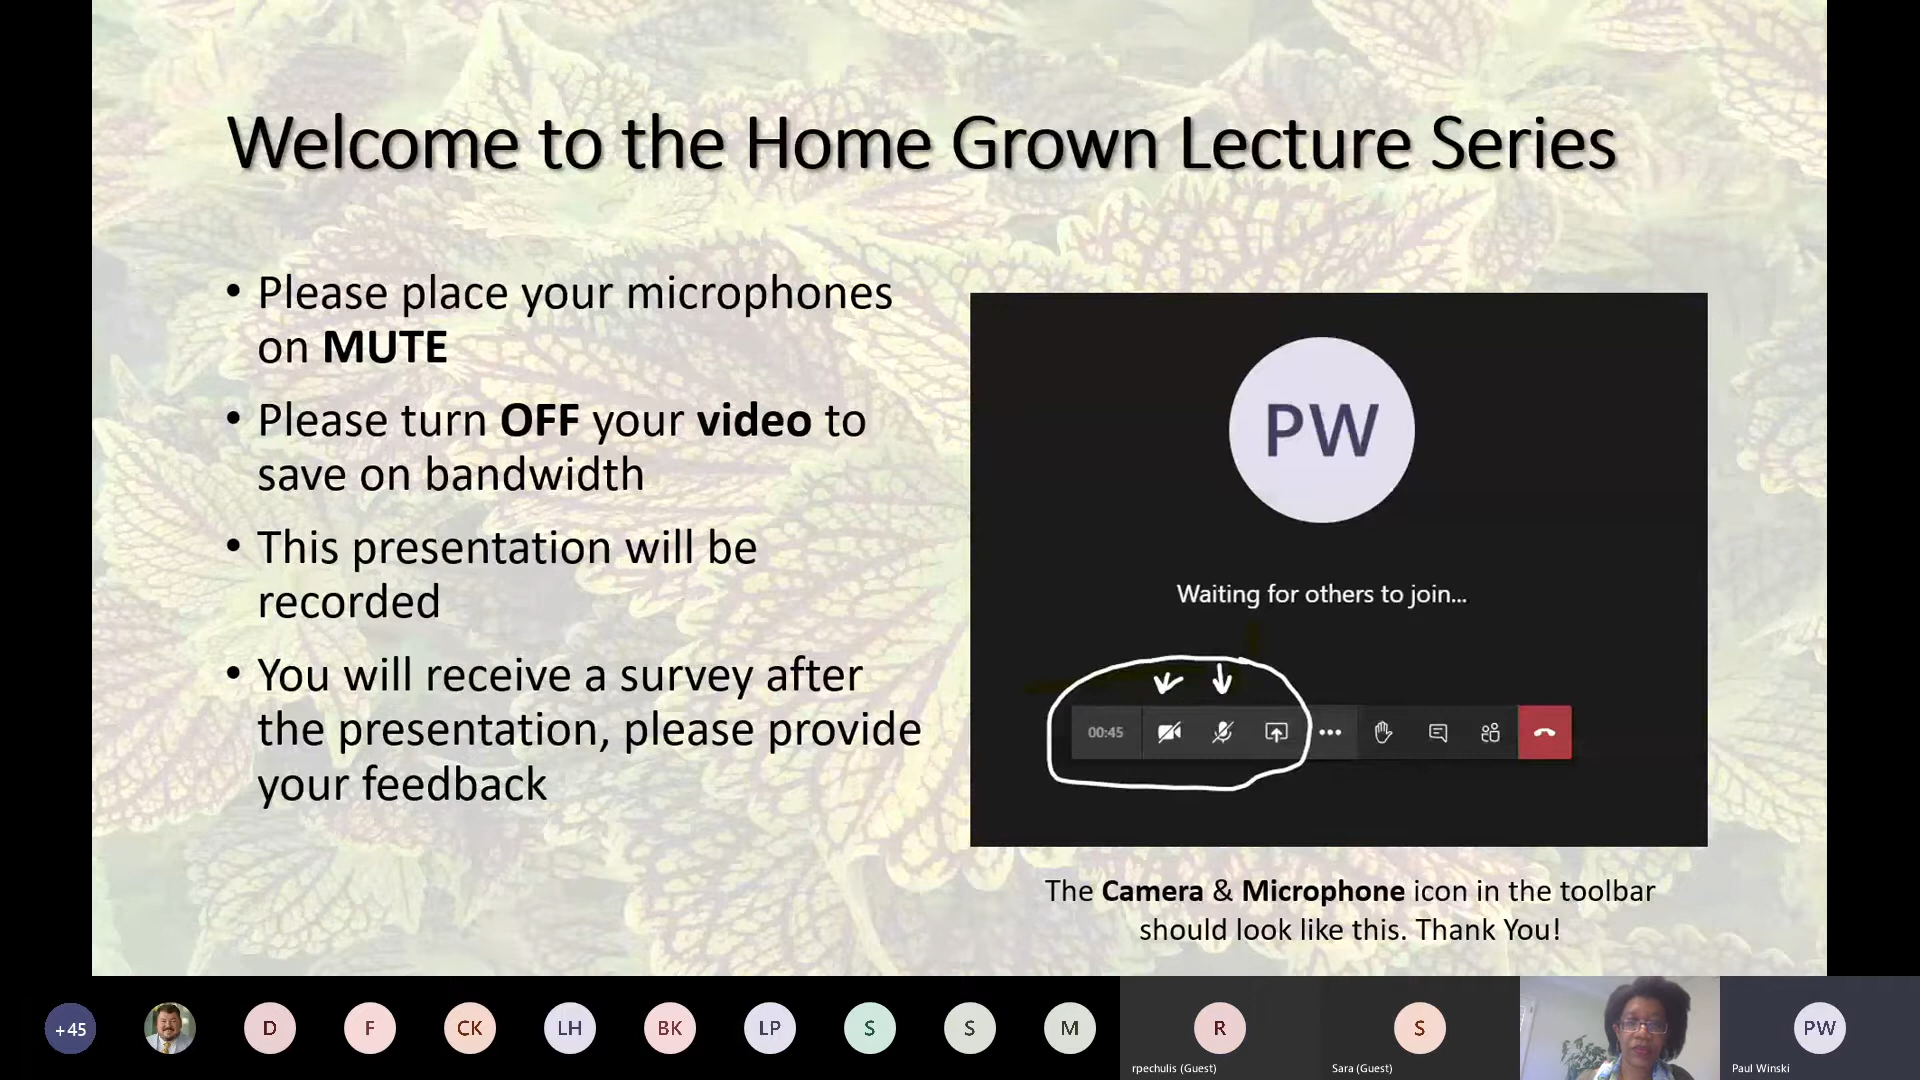 Welcome to the Home Grown Lecture Series
• Please place your microphones
on MUTE
• Please turn OFF your video to
save on bandwidth
• This presentation will be
recorded
• You will receive a survey after
the presentation, please provide
your feedback
PW
Waiting for others to join...
00:45
The Camera & Microphone icon in the toolbar
should look like this. Thank You!
+45 D F CK LH BK LP S S M R S PW
rpechulis (Guest) Sara (Guest) Paul Winski